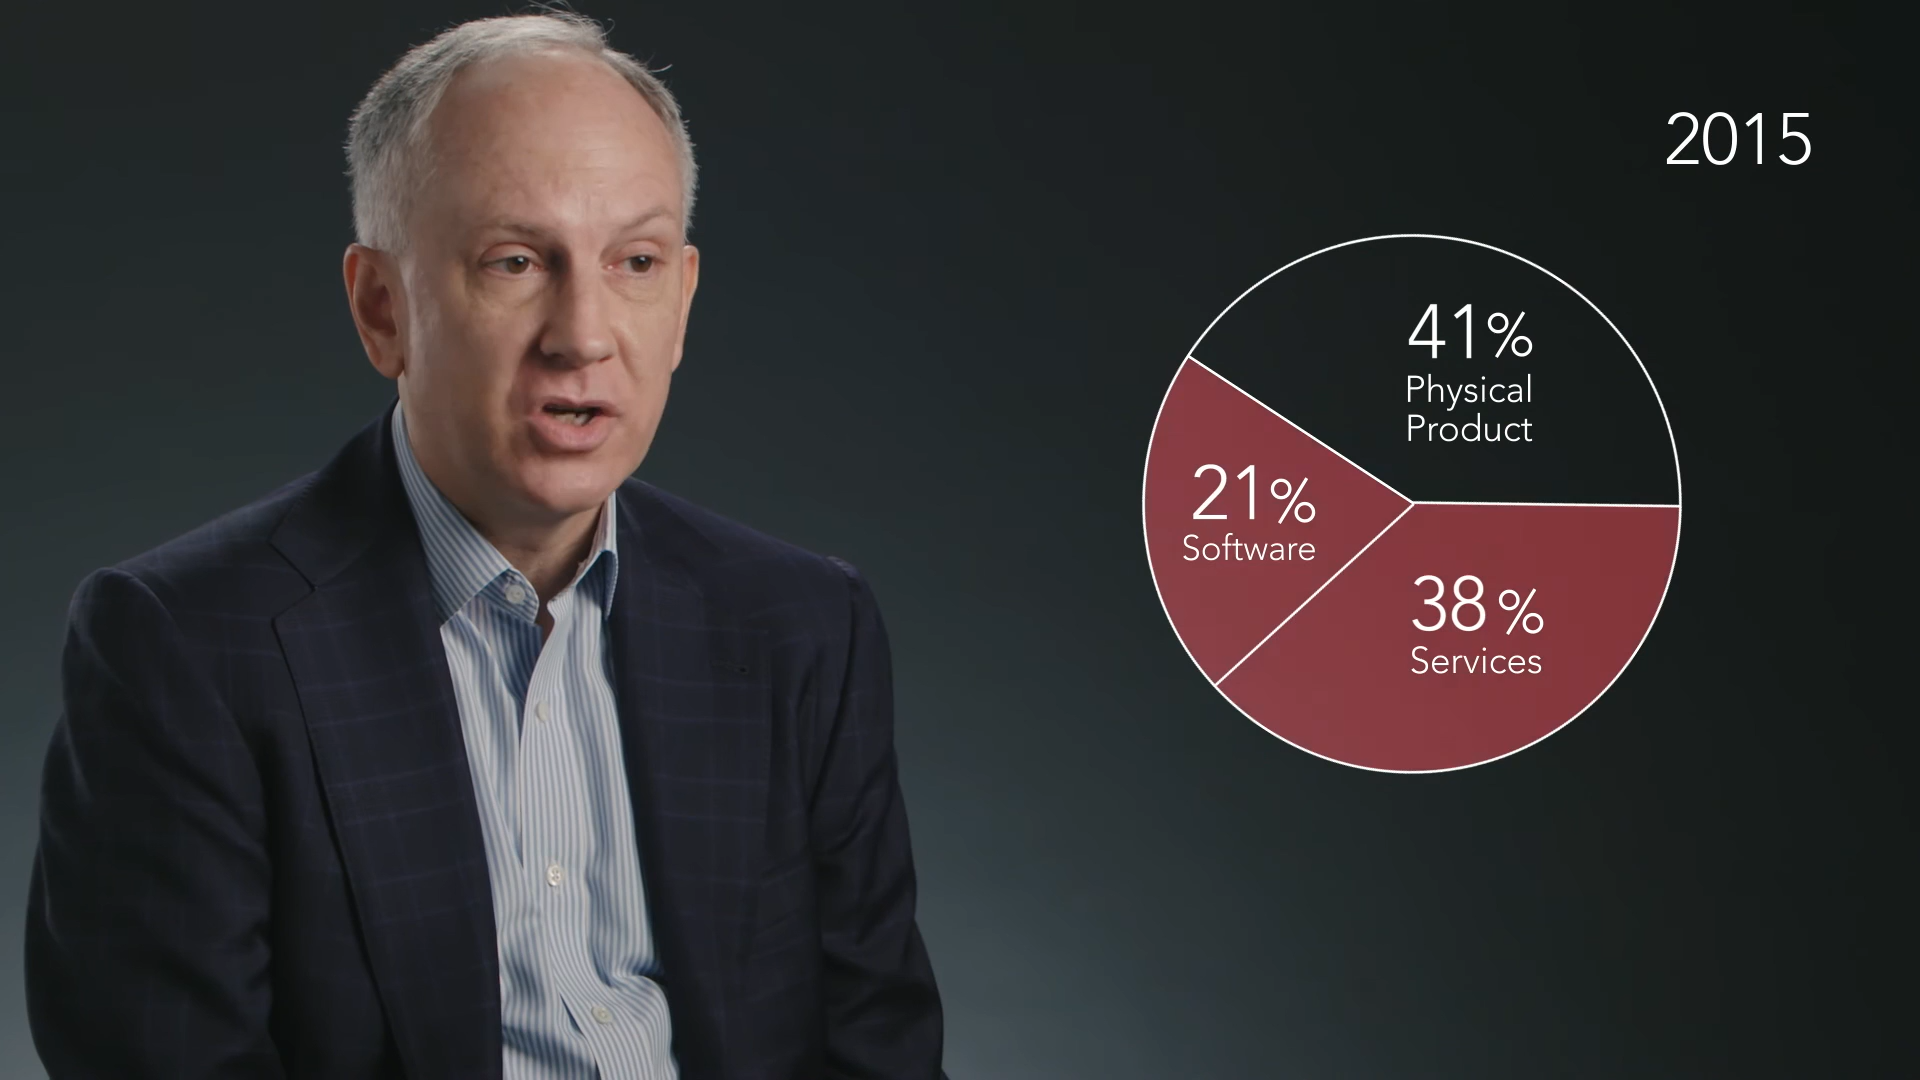 2015
41%
Physical
Product
21%
Software
38%
Services